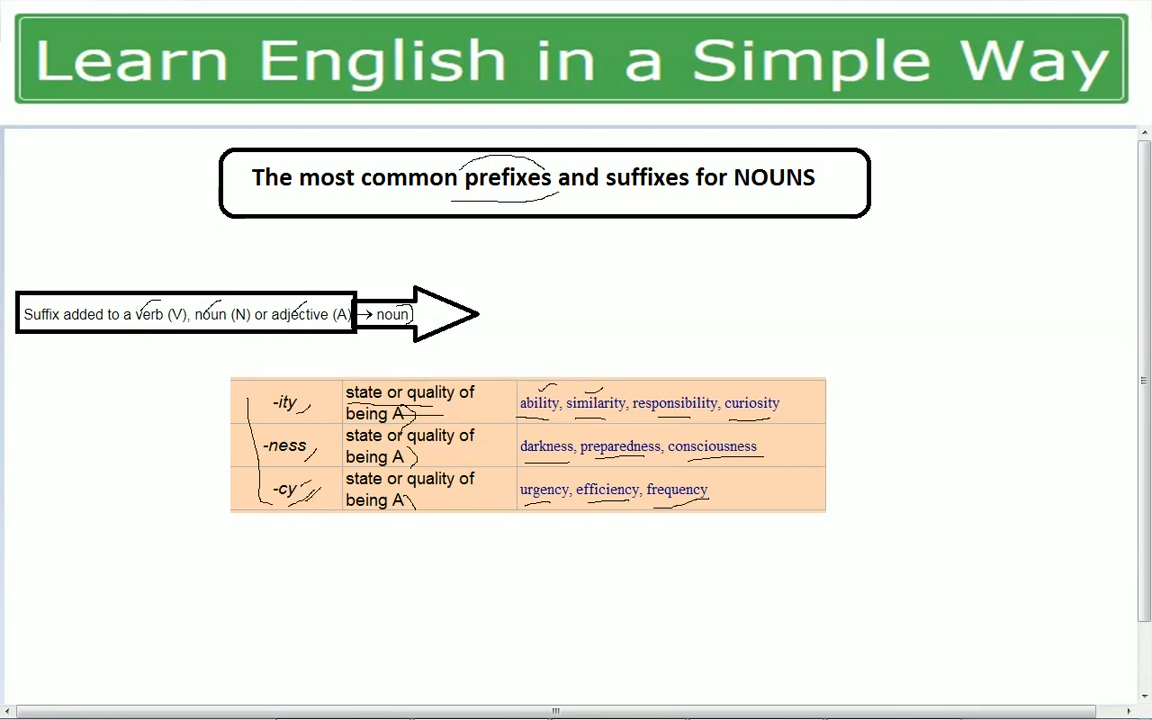 Learn English in a Simple Way
The most common prefixes and suffixes for NOUNS
Suffix added to a verb (V), noun (N) or adjective (A) → noun
-ity
state or quality of
being A
ability, similarity, responsibility, curiosity
-ness
state or quality of
being A
darkness, preparedness, consciousness
-cy
state or quality of
being A
urgency, efficiency, frequency